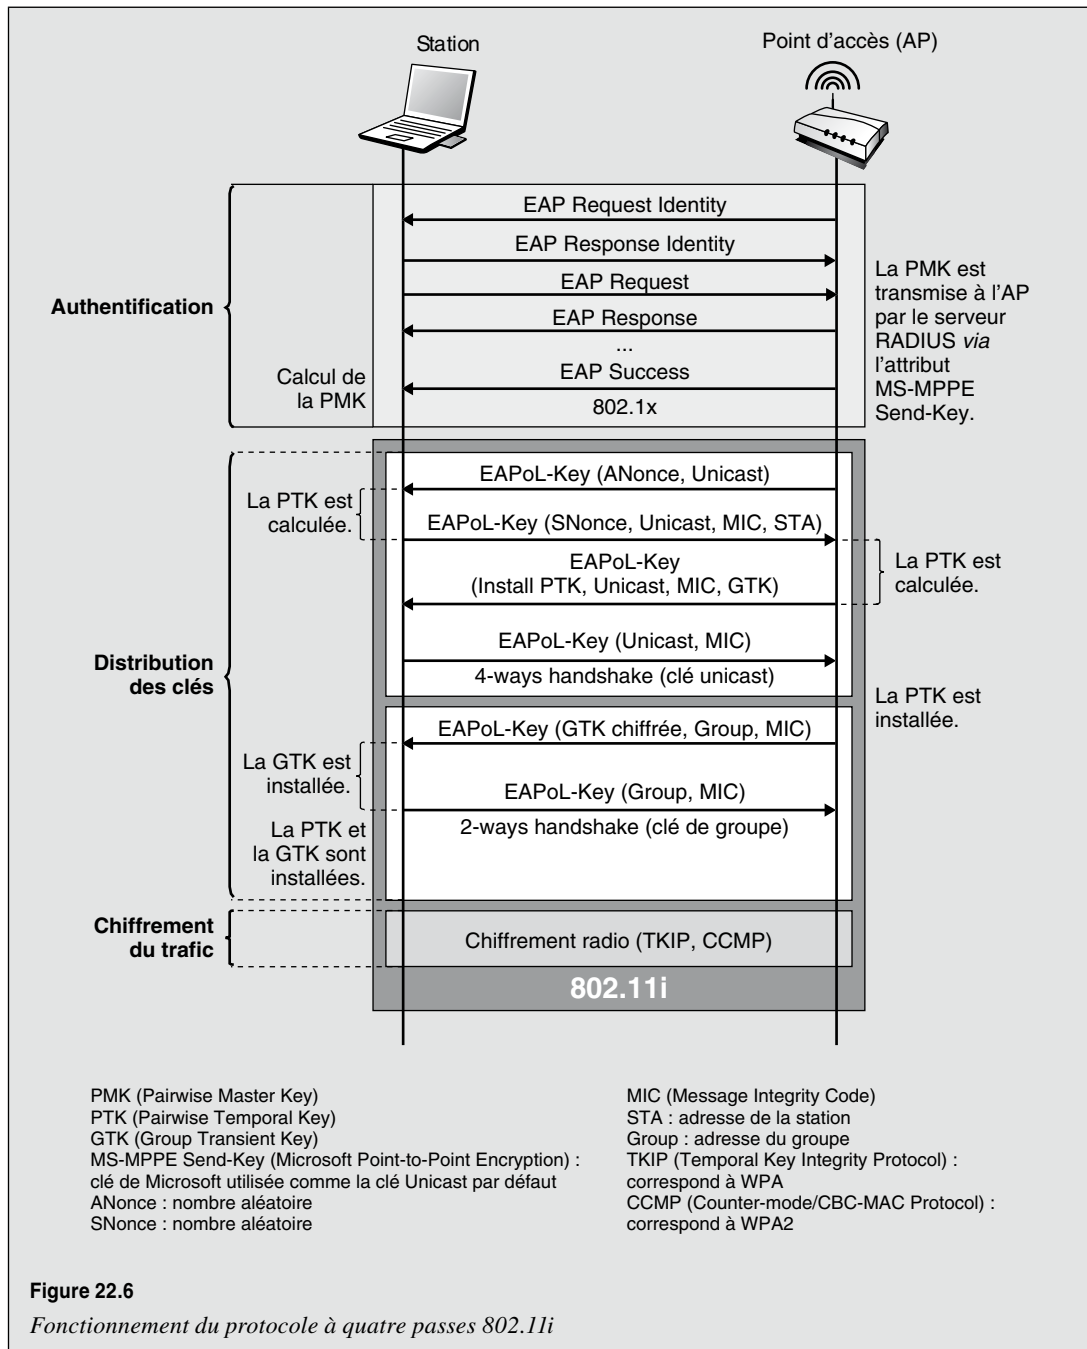 Station
Point d'accès (AP)
Authentification
EAP Request Identity
EAP Response Identity
EAP Request
EAP Response
...
EAP Success
802.1x
Calcul de
la PMK
La PMK est
transmise à l'AP
par le serveur
RADIUS via
l'attribut
MS-MPPE
Send-Key.
Distribution
des clés
EAPoL-Key (ANonce, Unicast)
La PTK est
calculée.
EAPoL-Key (SNonce, Unicast, MIC, STA)
EAPoL-Key
(Install PTK, Unicast, MIC, GTK)
La PTK est
calculée.
EAPoL-Key (Unicast, MIC)
4-ways handshake (clé unicast)
La PTK est
installée.
EAPoL-Key (GTK chiffrée, Group, MIC)
La GTK est
installée.
EAPoL-Key (Group, MIC)
2-ways handshake (clé de groupe)
La PTK et
la GTK sont
installées.
Chiffrement
du trafic
Chiffrement radio (TKIP, CCMP)
802.11i
PMK (Pairwise Master Key)
PTK (Pairwise Temporal Key)
GTK (Group Transient Key)
MS-MPPE Send-Key (Microsoft Point-to-Point Encryption) :
clé de Microsoft utilisée comme la clé Unicast par défaut
ANonce : nombre aléatoire
SNonce : nombre aléatoire
MIC (Message Integrity Code)
STA : adresse de la station
Group : adresse du groupe
TKIP (Temporal Key Integrity Protocol) :
correspond à WPA
CCMP (Counter-mode/CBC-MAC Protocol) :
correspond à WPA2
Figure 22.6
Fonctionnement du protocole à quatre passes 802.11i